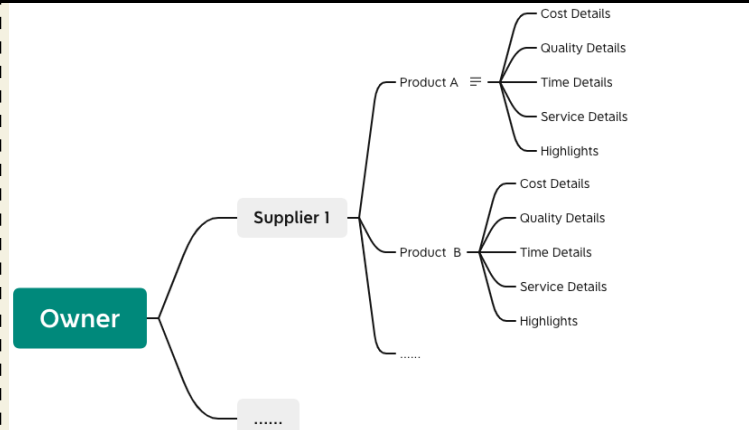 Cost Details
Quality Details
Product A
Time Details
Service Details
Highlights
Cost Details
Supplier 1
Quality Details
Product B
Time Details
Service Details
Owner
Highlights
......
......